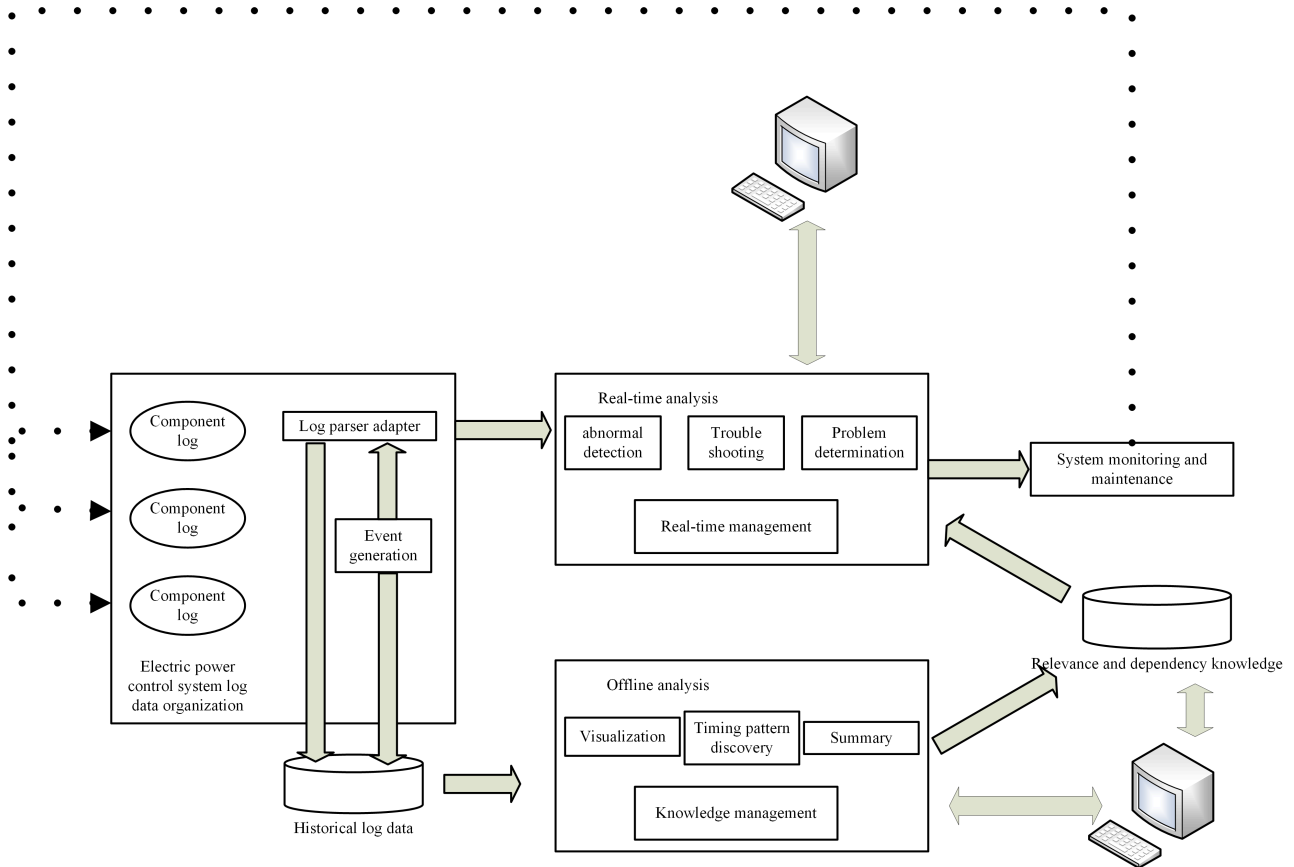 Component
log
Component
log
Component
log
Electric power
control system log
data organization
Log parser adapter
Event
generation
Historical log data
Real-time analysis
abnormal
detection
Trouble
shooting
Problem
determination
Real-time management
System monitoring and
maintenance
Relevance and dependency knowledge
Offline analysis
Visualization
Timing pattern
discovery
Summary
Knowledge management